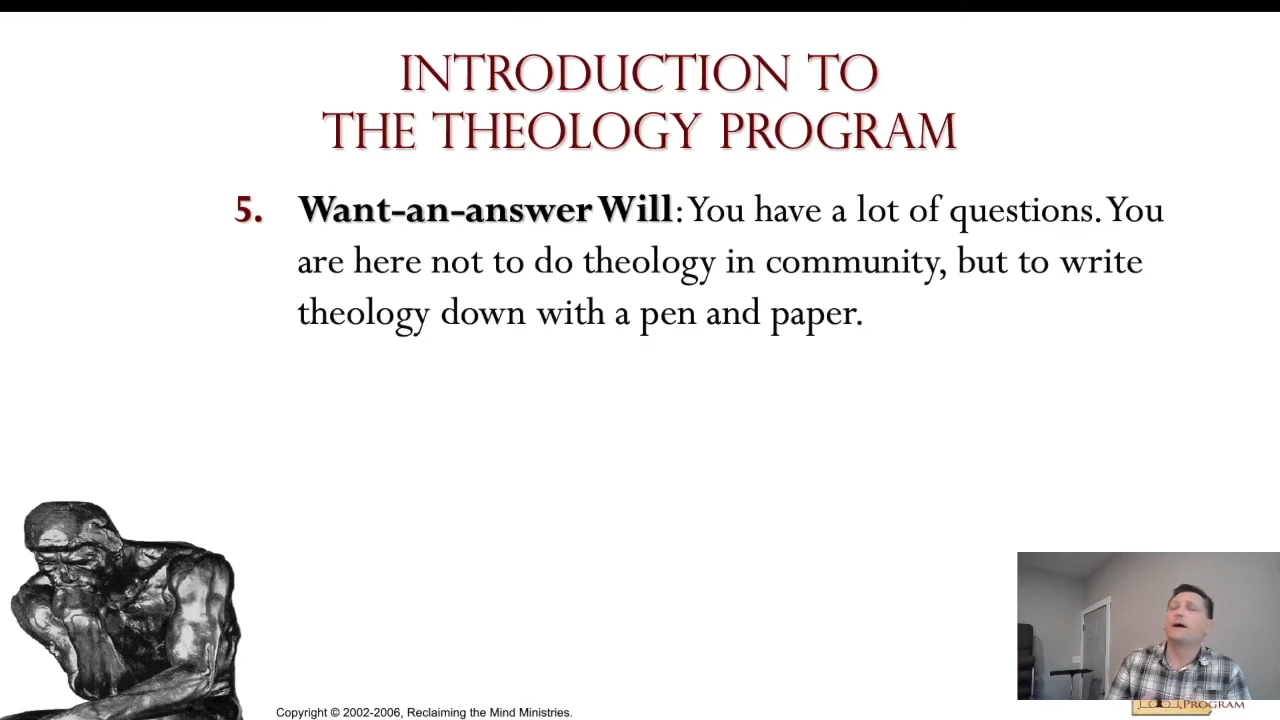 INTRODUCTION TO
THE THEOLOGY PROGRAM
5. Want-an-answer Will: You have a lot of questions. You
are here not to do theology in community, but to write
theology down with a pen and paper.
Copyright © 2002-2006, Reclaiming the Mind Ministries.
PROGRAM